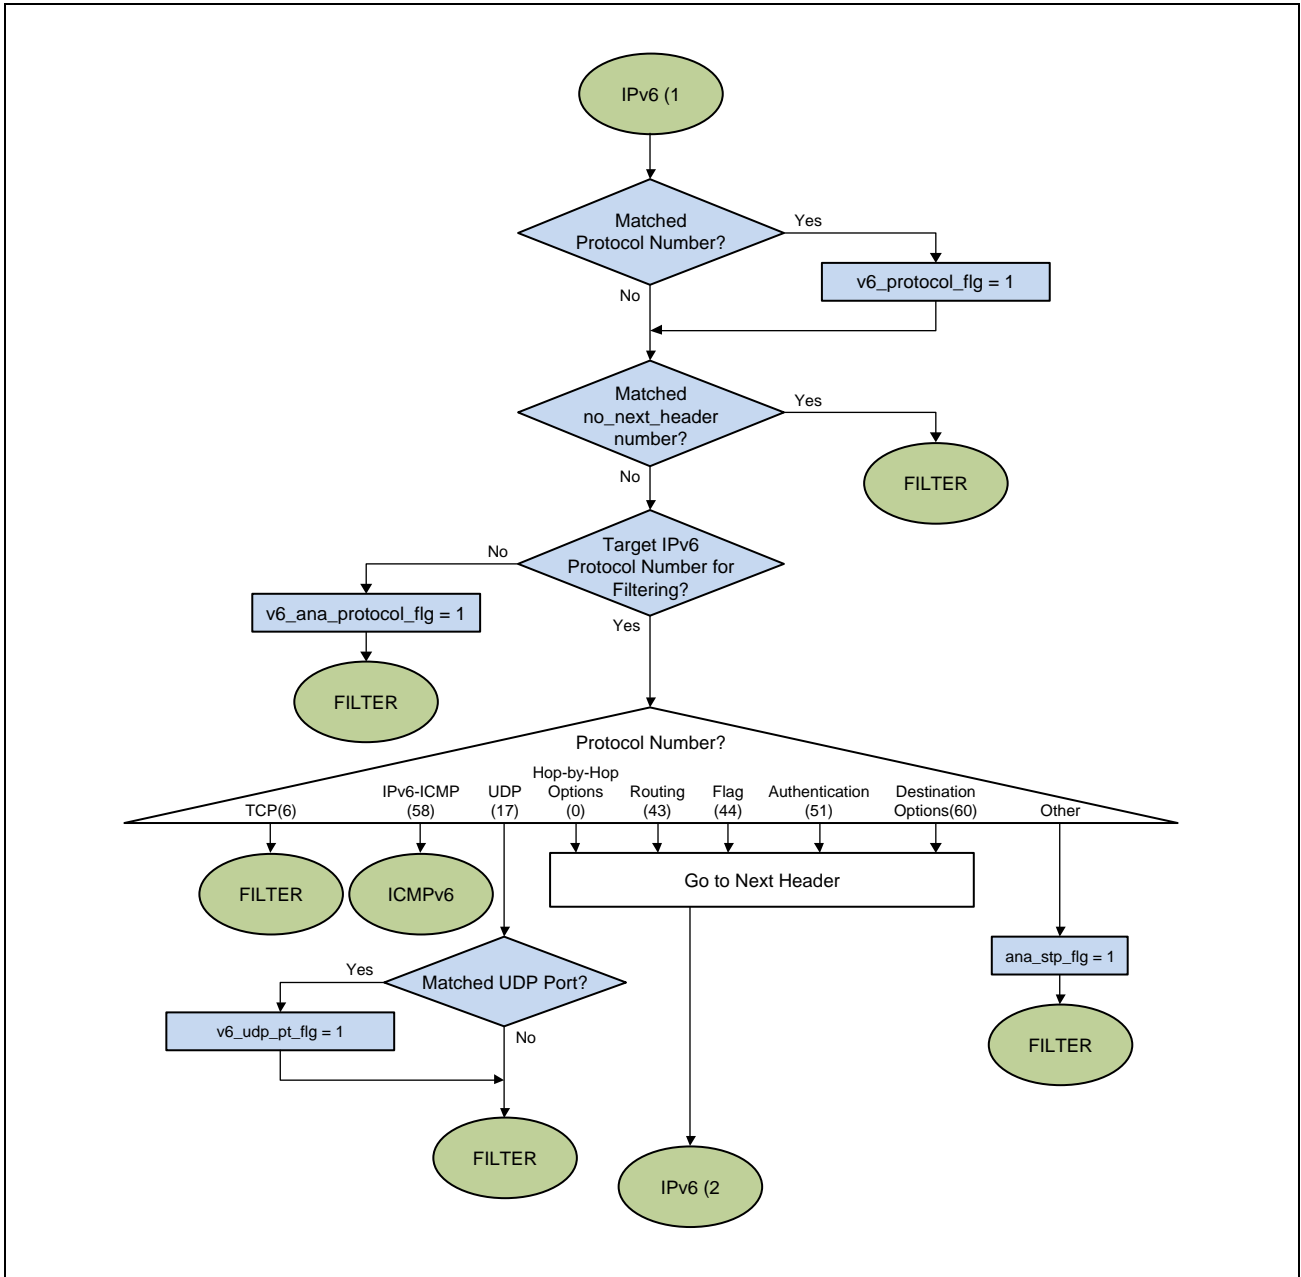 IPv6 (1
Matched
Protocol Number?
Yes
v6_protocol_flg = 1
No
Matched
no_next_header
number?
Yes
FILTER
No
Target IPv6
Protocol Number for
Filtering?
No
v6_ana_protocol_flg = 1
FILTER
Yes
Protocol Number?
TCP(6)
IPv6-ICMP
(58)
UDP
(17)
Hop-by-Hop
Options
(0)
Routing
(43)
Flag
(44)
Authentication
(51)
Destination
Options(60)
Other
FILTER
ICMPv6
Go to Next Header
ana_stp_flg = 1
FILTER
Matched UDP Port?
Yes
v6_udp_pt_flg = 1
No
FILTER
IPv6 (2